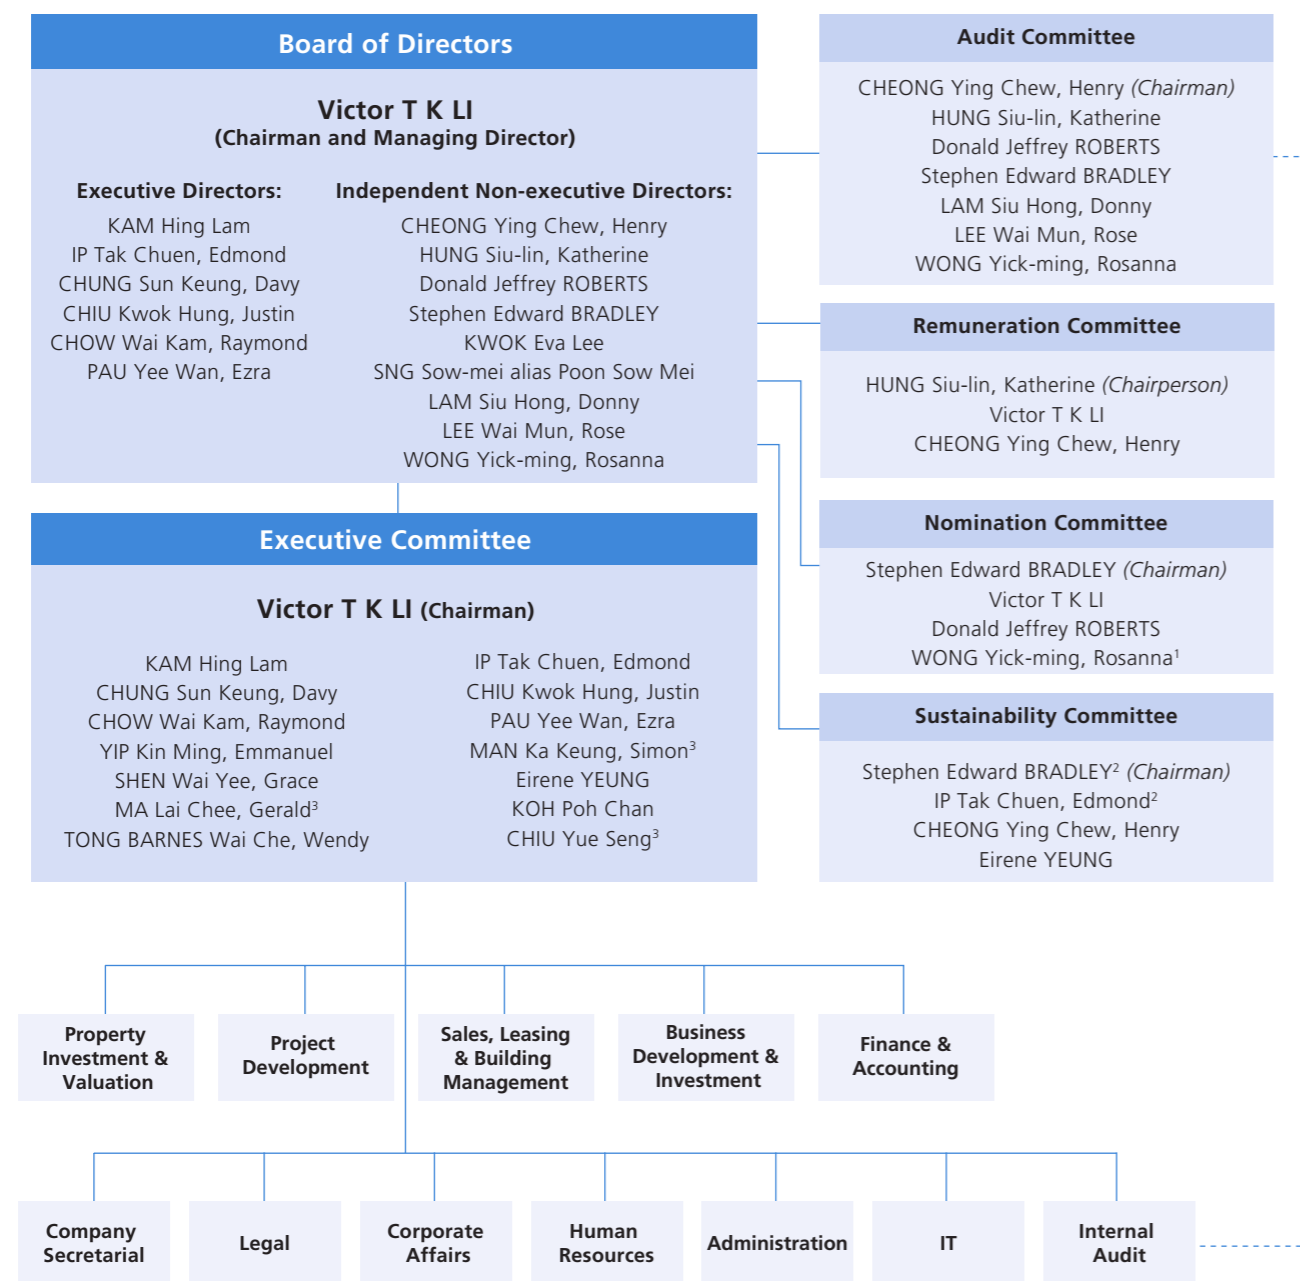 Board of Directors
Victor T K LI
(Chairman and Managing Director)
Executive Directors:
KAM Hing Lam
IP Tak Chuen, Edmond
CHUNG Sun Keung, Davy
CHIU Kwok Hung, Justin
CHOW Wai Kam, Raymond
PAU Yee Wan, Ezra
Independent Non-executive Directors:
CHEONG Ying Chew, Henry
HUNG Siu-lin, Katherine
Donald Jeffrey ROBERTS
Stephen Edward BRADLEY
KWOK Eva Lee
SNG Sow-mei alias Poon Sow Mei
LAM Siu Hong, Donny
LEE Wai Mun, Rose
WONG Yick-ming, Rosanna
Executive Committee
Victor T K LI (Chairman)
KAM Hing Lam
CHUNG Sun Keung, Davy
CHOW Wai Kam, Raymond
YIP Kin Ming, Emmanuel
SHEN Wai Yee, Grace
MA Lai Chee, Gerald³
TONG BARNES Wai Che, Wendy
IP Tak Chuen, Edmond
CHIU Kwok Hung, Justin
PAU Yee Wan, Ezra
MAN Ka Keung, Simon³
Eirene YEUNG
KOH Poh Chan
CHIU Yue Seng³
Audit Committee
CHEONG Ying Chew, Henry (Chairman)
HUNG Siu-lin, Katherine
Donald Jeffrey ROBERTS
Stephen Edward BRADLEY
LAM Siu Hong, Donny
LEE Wai Mun, Rose
WONG Yick-ming, Rosanna
Remuneration Committee
HUNG Siu-lin, Katherine (Chairperson)
Victor T K LI
CHEONG Ying Chew, Henry
Nomination Committee
Stephen Edward BRADLEY (Chairman)
Victor T K LI
Donald Jeffrey ROBERTS
WONG Yick-ming, Rosanna¹
Sustainability Committee
Stephen Edward BRADLEY² (Chairman)
IP Tak Chuen, Edmond²
CHEONG Ying Chew, Henry
Eirene YEUNG
Property
Investment &
Valuation
Project
Development
Sales, Leasing
& Building
Management
Business
Development &
Investment
Finance &
Accounting
Company
Secretarial
Legal
Corporate
Affairs
Human
Resources
Administration
IT
Internal
Audit